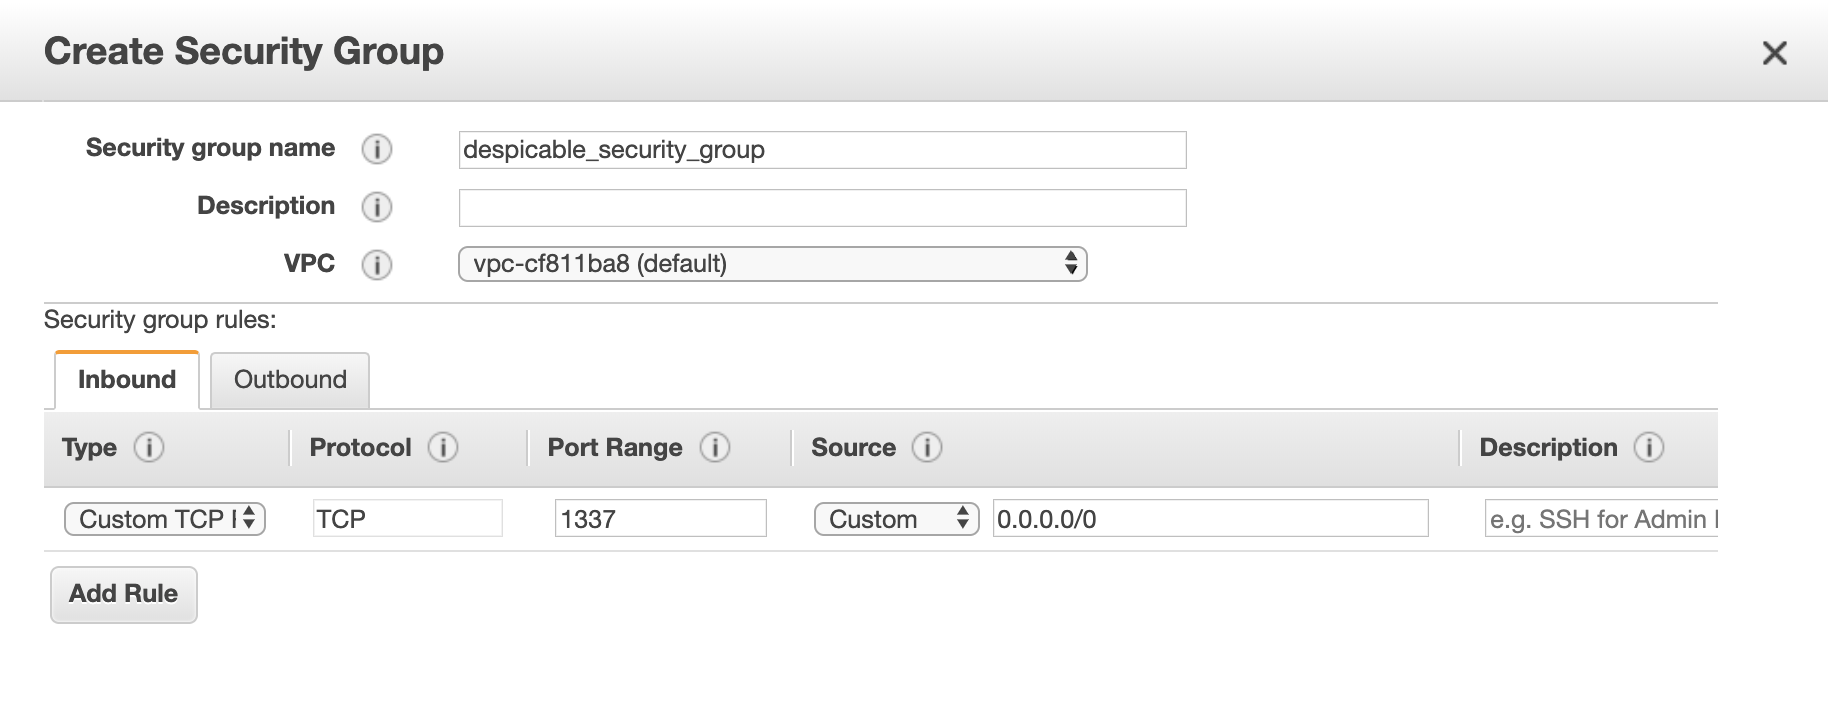 Create Security Group
Security group name
despicable_security_group
Description
VPC
vpc-cf811ba8 (default)
Security group rules:
Inbound Outbound
Type Protocol Port Range Source Description
Custom TCP TCP 1337 Custom 0.0.0.0/0 e.g. SSH for Admin
Add Rule